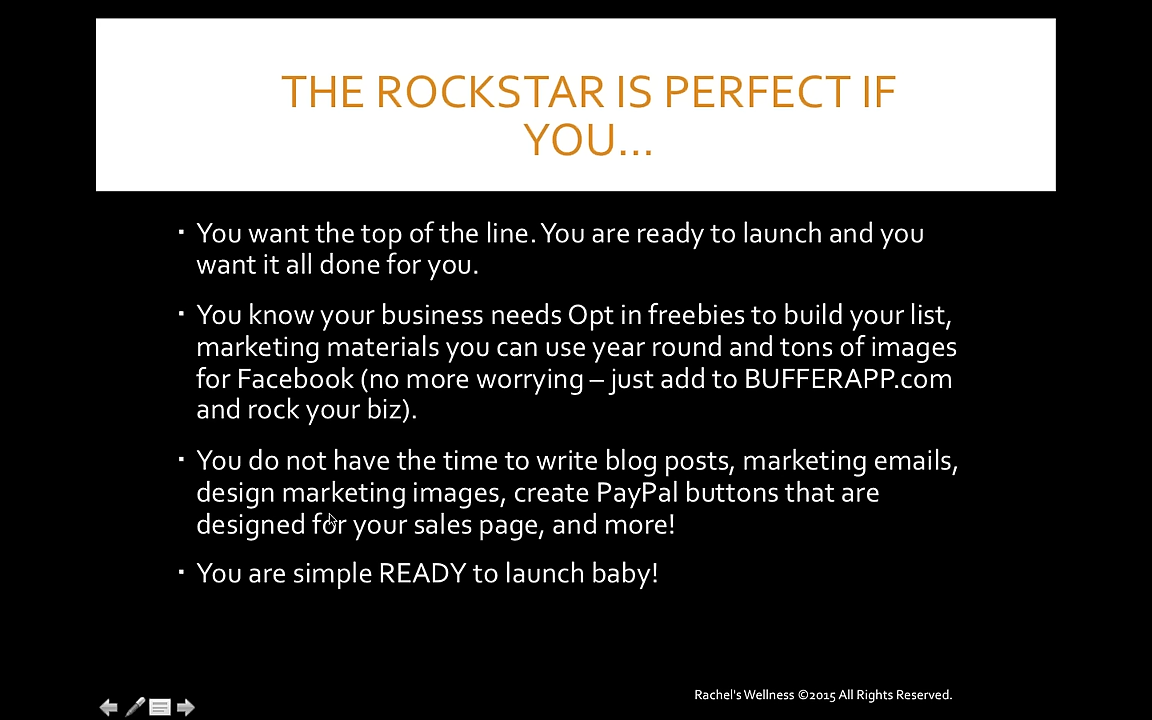 THE ROCKSTAR IS PERFECT IF
YOU...
▪ You want the top of the line. You are ready to launch and you
want it all done for you.
▪ You know your business needs Opt in freebies to build your list,
marketing materials you can use year round and tons of images
for Facebook (no more worrying – just add to BUFFERAPP.com
and rock your biz).
▪ You do not have the time to write blog posts, marketing emails,
design marketing images, create PayPal buttons that are
designed for your sales page, and more!
▪ You are simple READY to launch baby!
Rachel's Wellness ©2015 All Rights Reserved.